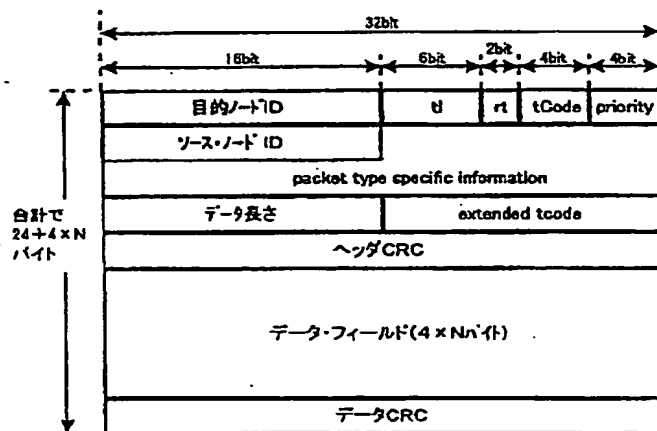 32bit
16bit 6bit 2bit 4bit 4bit
目的ノードID tl rt tCode priority
ソース・ノードID
packet type specific information
データ長さ extended tcode
合計で
24+4×N
バイト
ヘッダCRC
データ・フィールド(4×Nバイト)
データCRC